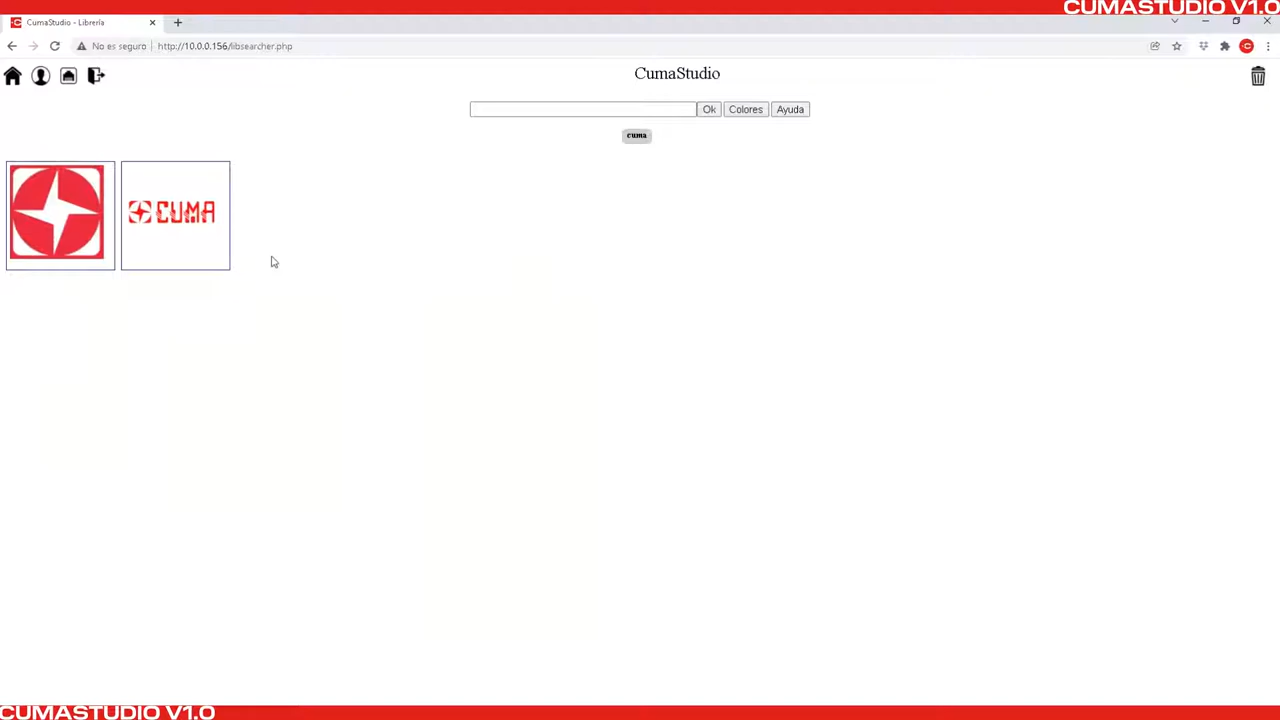 CUMASTUDIO V1.0
CumaStudio - Librería
No es seguro http://10.0.0.156/libsearcher.php
CumaStudio
Ok Colores Ayuda
cuma
CUMA
CUMASTUDIO V1.0